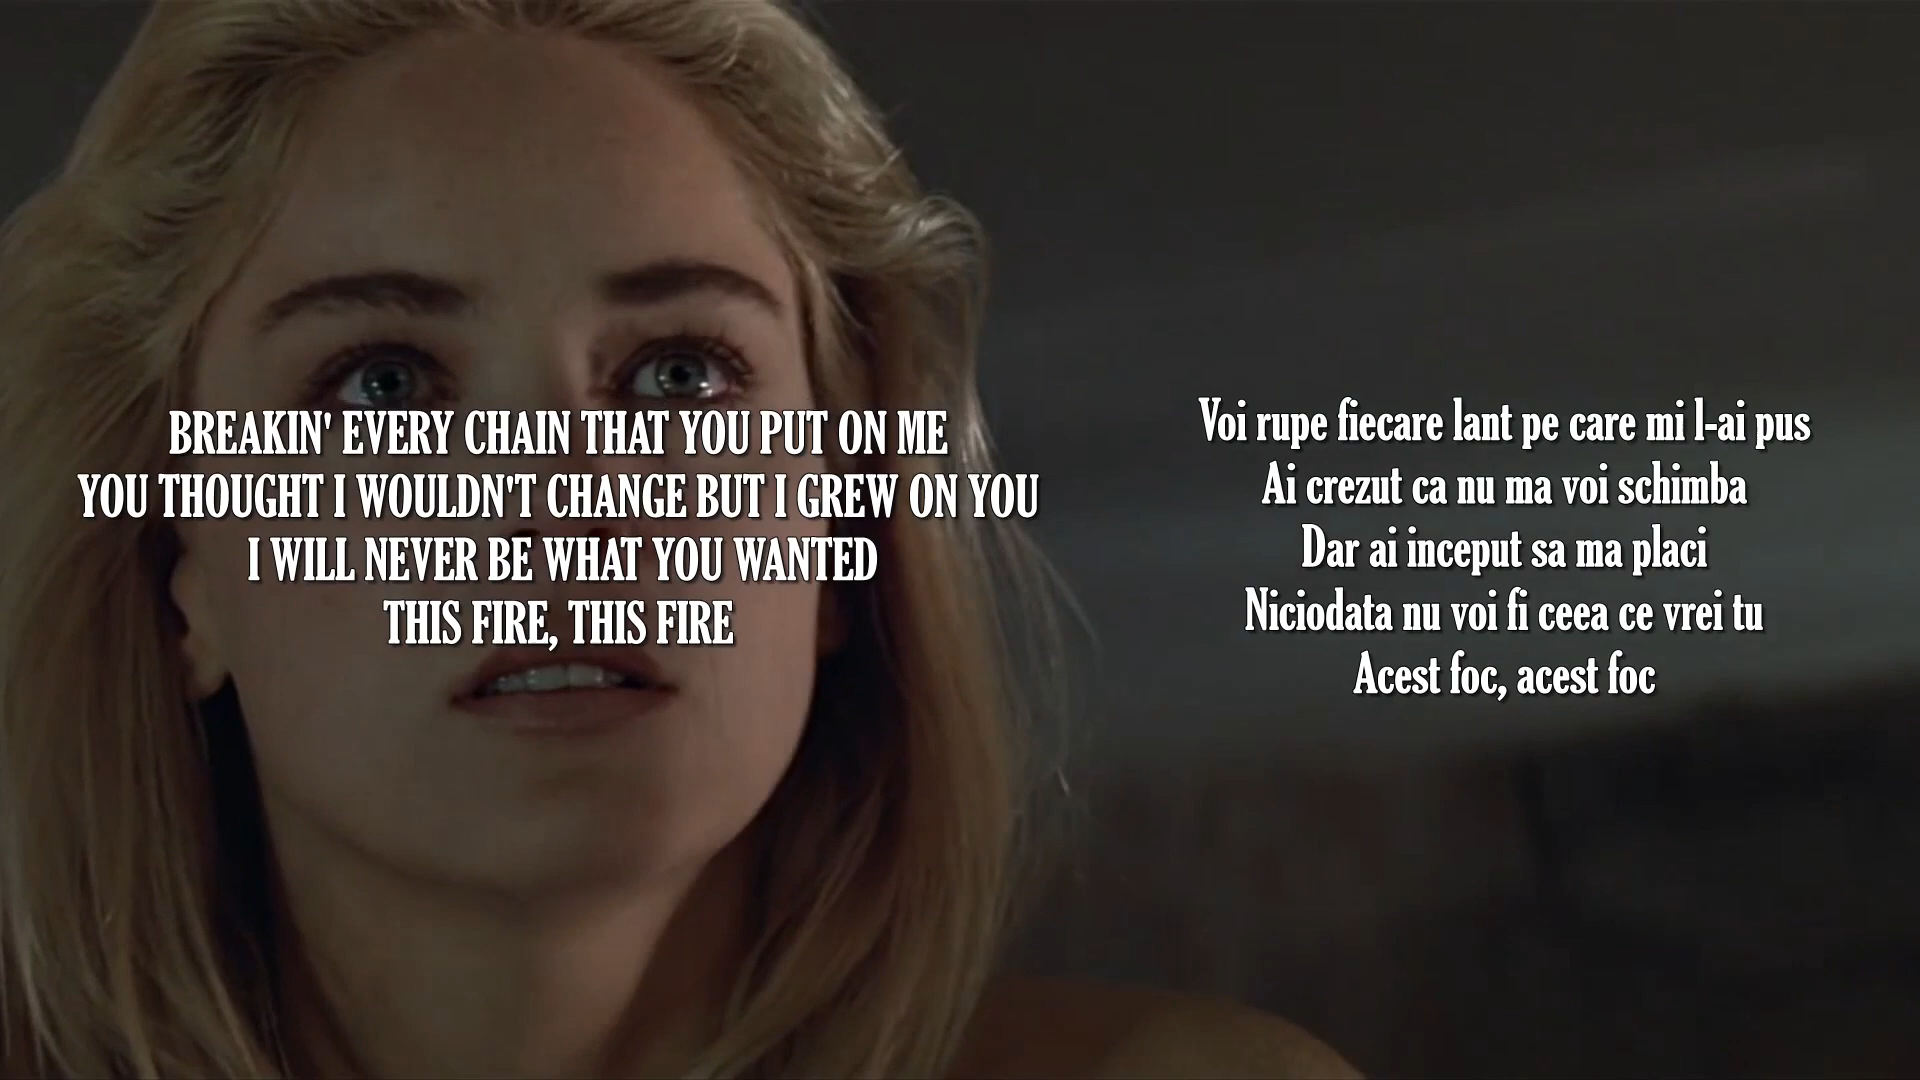 BREAKIN' EVERY CHAIN THAT YOU PUT ON ME
YOU THOUGHT I WOULDN'T CHANGE BUT I GREW ON YOU
I WILL NEVER BE WHAT YOU WANTED
THIS FIRE, THIS FIRE
Voi rupe fiecare lant pe care mi l-ai pus
Ai crezut ca nu ma voi schimba
Dar ai inceput sa ma placi
Niciodata nu voi fi ceea ce vrei tu
Acest foc, acest foc